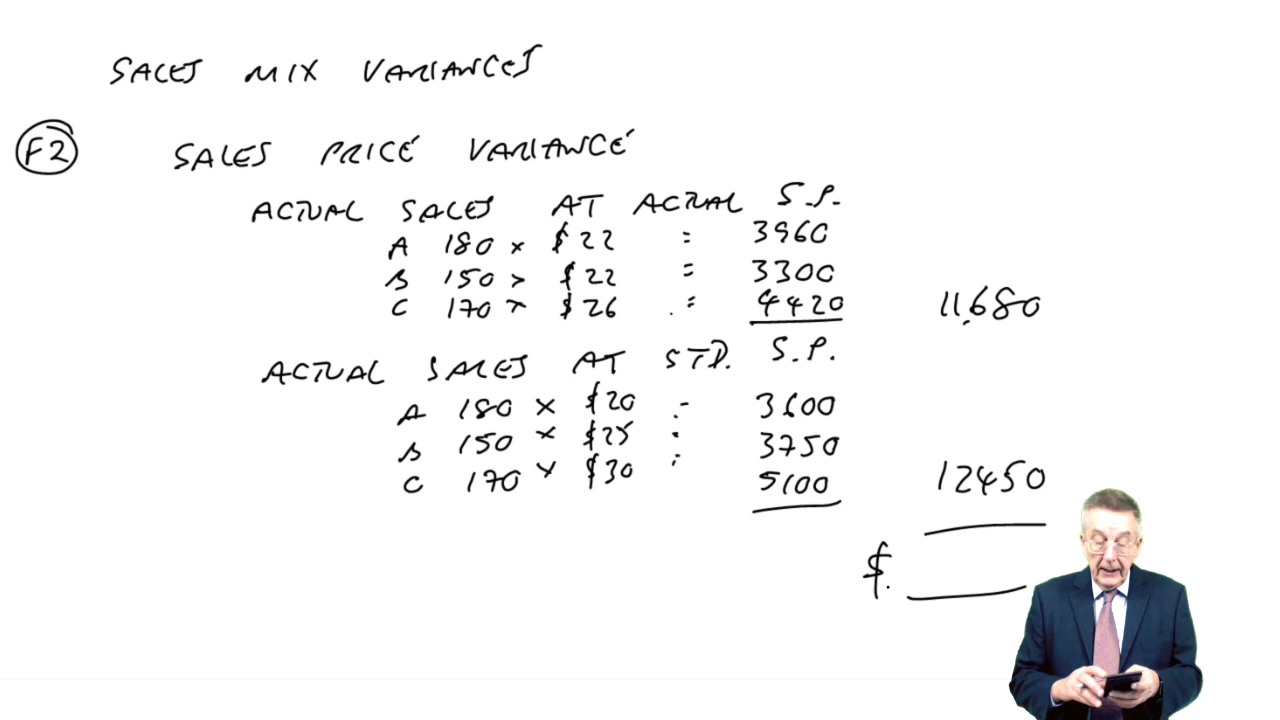 SALES MIX VARIANCES
F2 SALES PRICE VARIANCE
ACTUAL SALES AT ACTUAL S.P.
A 180 × $22 = 3960
B 150 × $22 = 3300
C 170 × $26 = 4420 11,680
ACTUAL SALES AT STD. S.P.
A 180 × $20 = 3600
B 150 × $25 = 3750
C 170 × $30 = 5100 12450
$